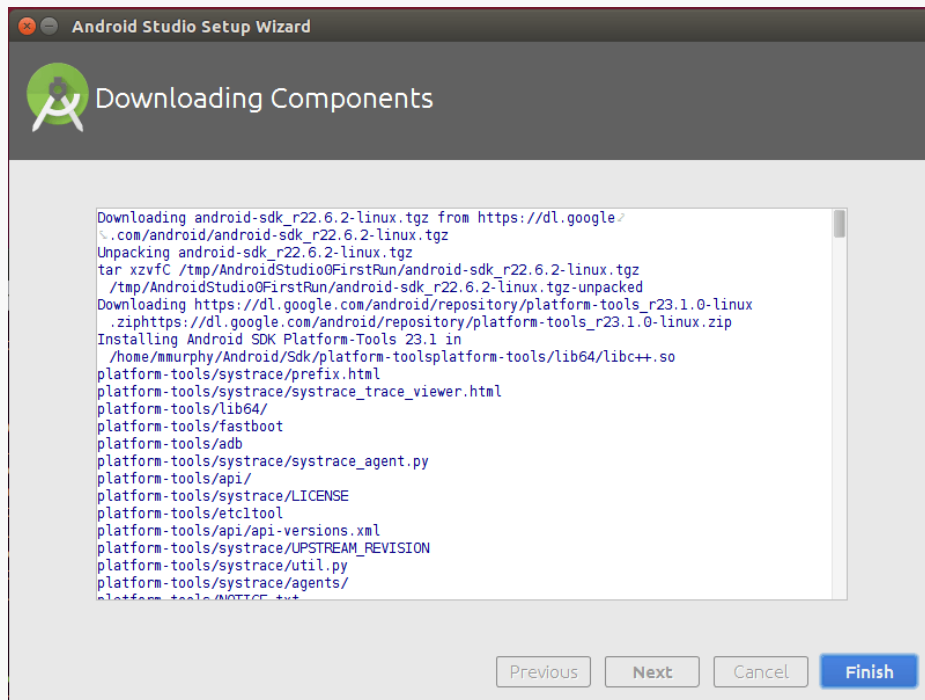 Android Studio Setup Wizard
Downloading Components
Downloading android-sdk_r22.6.2-linux.tgz from https://dl.google
.com/android/android-sdk_r22.6.2-linux.tgz
Unpacking android-sdk_r22.6.2-linux.tgz
tar xzvfC /tmp/AndroidStudio0FirstRun/android-sdk_r22.6.2-linux.tgz
/tmp/AndroidStudio0FirstRun/android-sdk_r22.6.2-linux.tgz-unpacked
Downloading https://dl.google.com/android/repository/platform-tools_r23.1.0-linux
.ziphttps://dl.google.com/android/repository/platform-tools_r23.1.0-linux.zip
Installing Android SDK Platform-Tools 23.1 in
/home/mmurphy/Android/Sdk/platform-toolsplatform-tools/lib64/libc++.so
platform-tools/systrace/prefix.html
platform-tools/systrace/systrace_trace_viewer.html
platform-tools/lib64/
platform-tools/fastboot
platform-tools/adb
platform-tools/systrace/systrace_agent.py
platform-tools/api/
platform-tools/systrace/LICENSE
platform-tools/etc1tool
platform-tools/api/api-versions.xml
platform-tools/systrace/UPSTREAM_REVISION
platform-tools/systrace/util.py
platform-tools/systrace/agents/
platform-tools/NOTICE.txt
Previous Next Cancel Finish